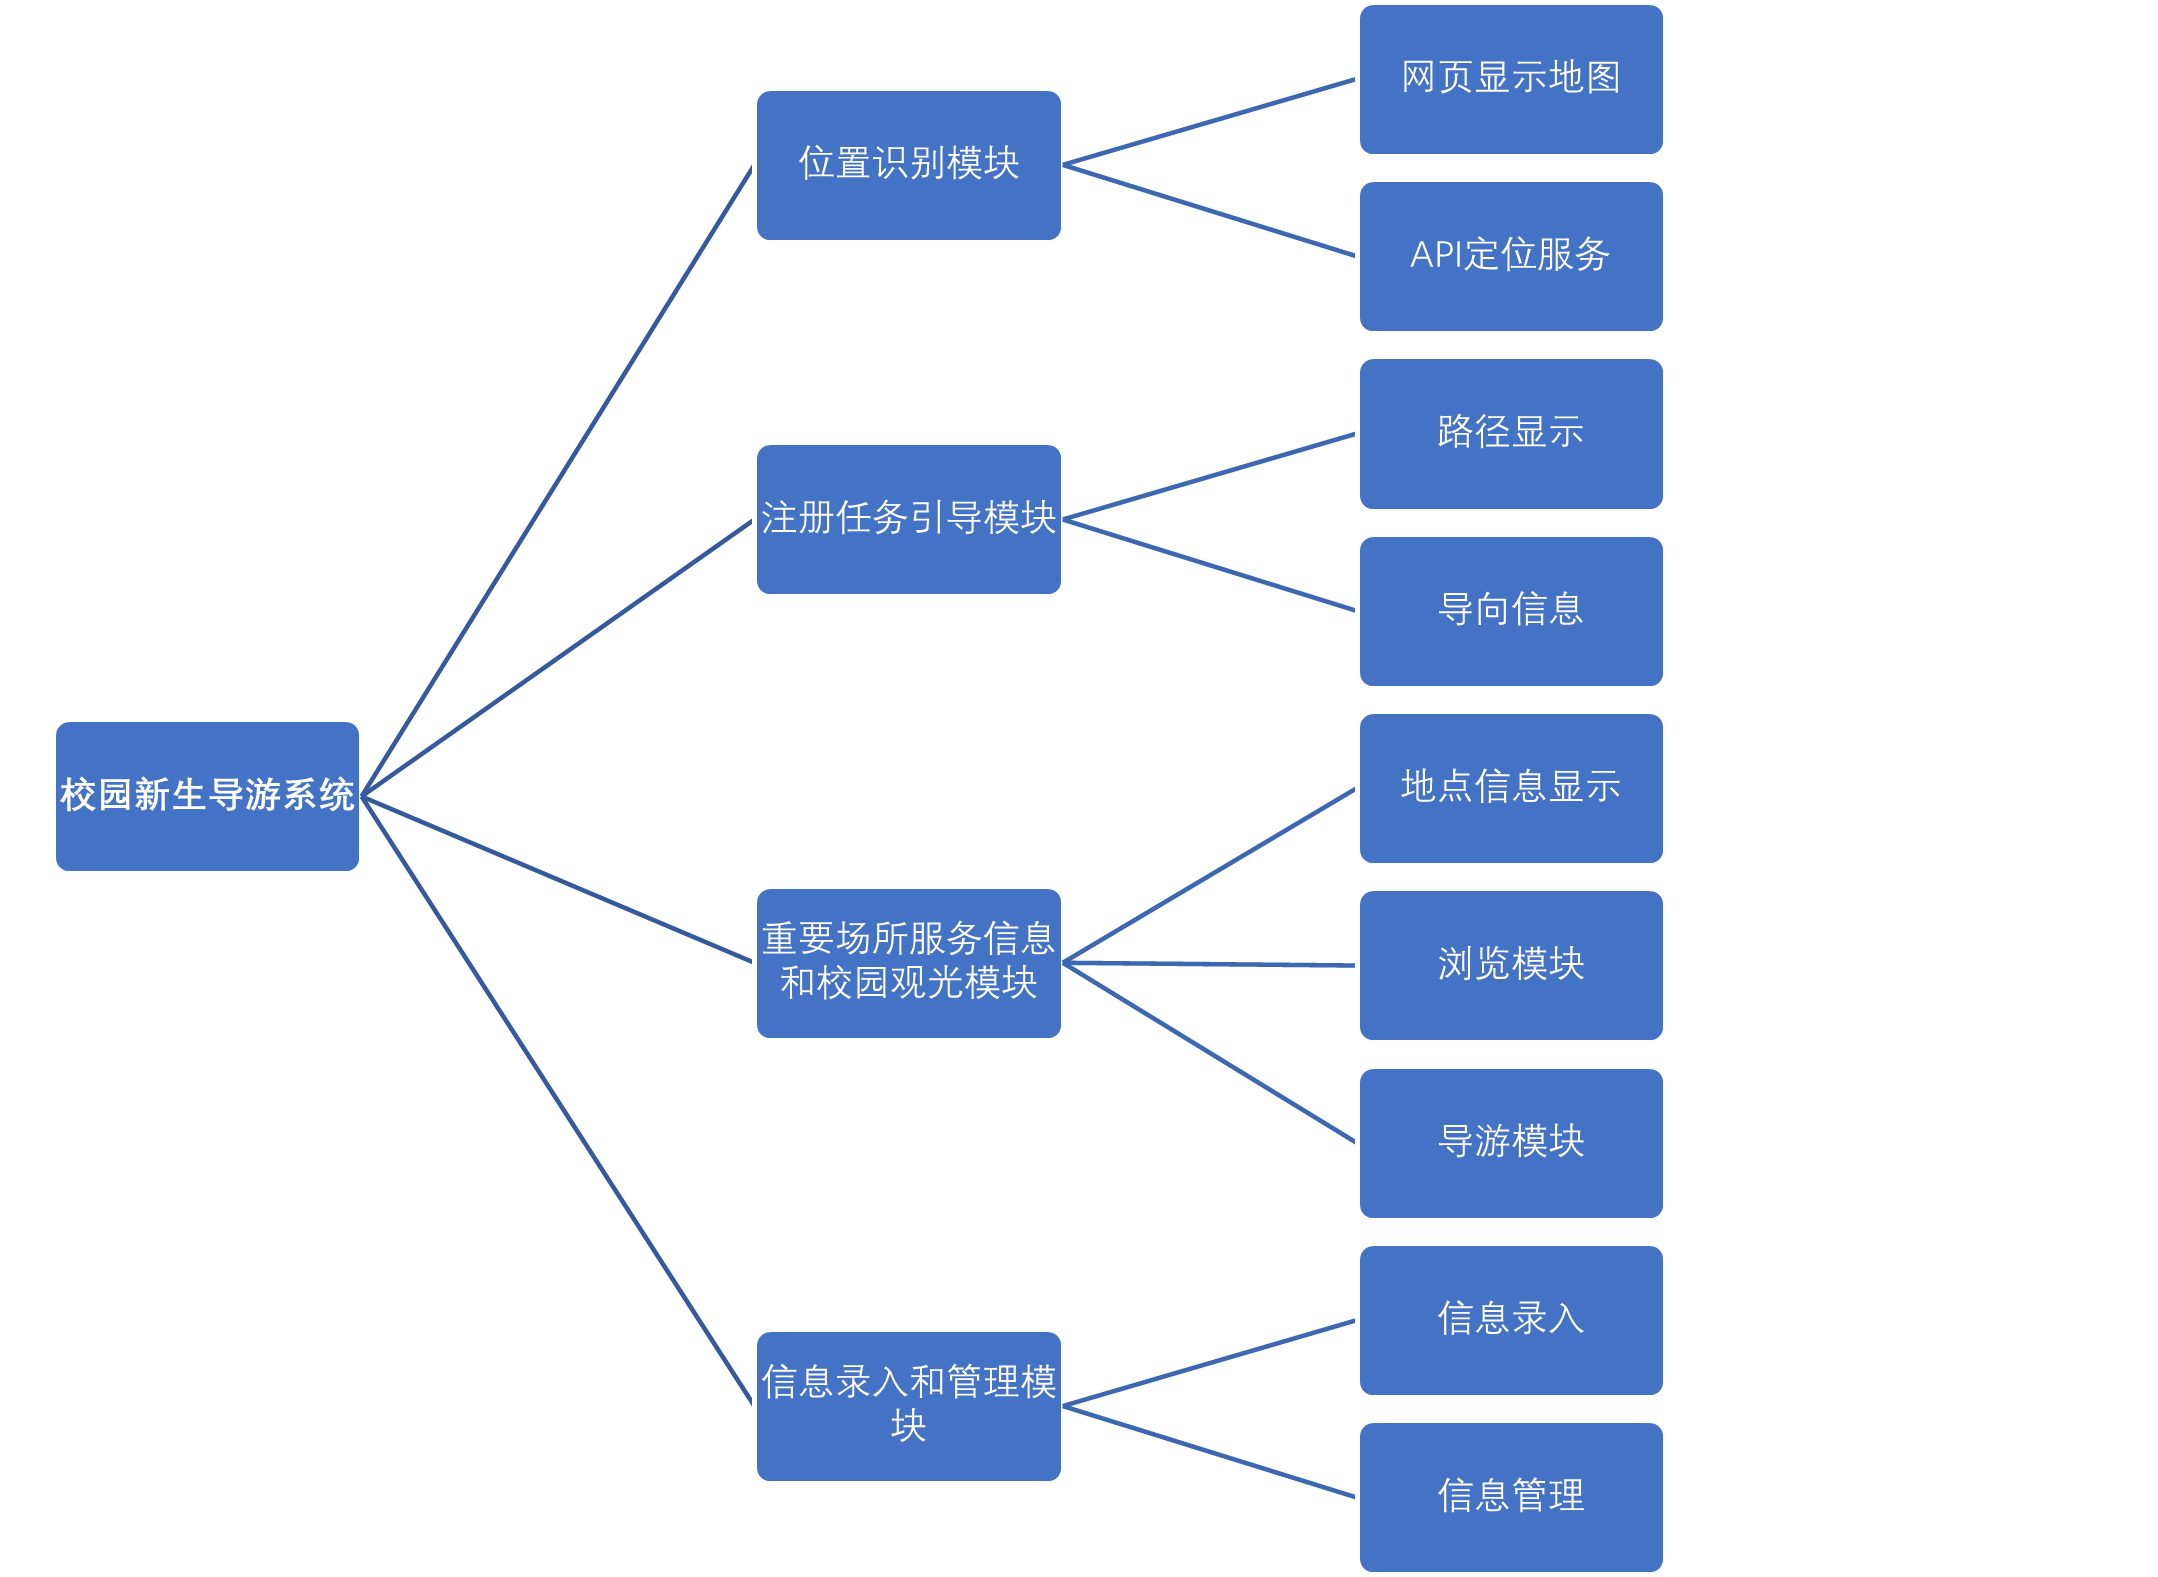 校园新生导游系统
位置识别模块
网页显示地图
API定位服务
注册任务引导模块
路径显示
导向信息
重要场所服务信息
和校园观光模块
地点信息显示
浏览模块
导游模块
信息录入和管理模
块
信息录入
信息管理